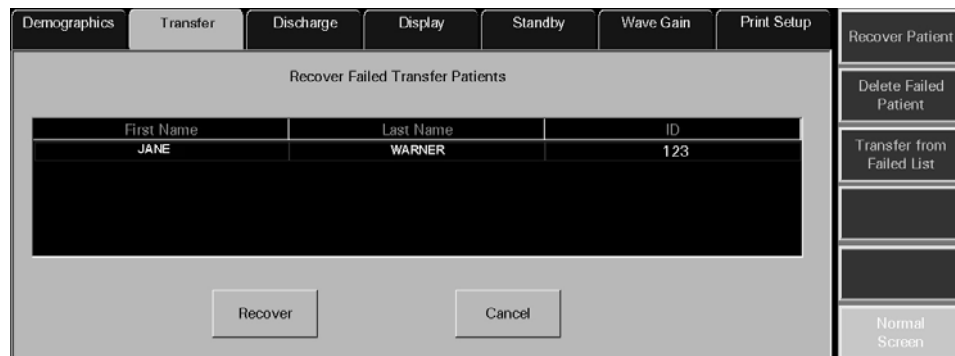 Demographics Transfer Discharge Display Standby Wave Gain Print Setup
Recover Failed Transfer Patients
First Name Last Name ID
JANE WARNER 123
Recover Cancel
Recover Patient
Delete Failed
Patient
Transfer from
Failed List
Normal
Screen